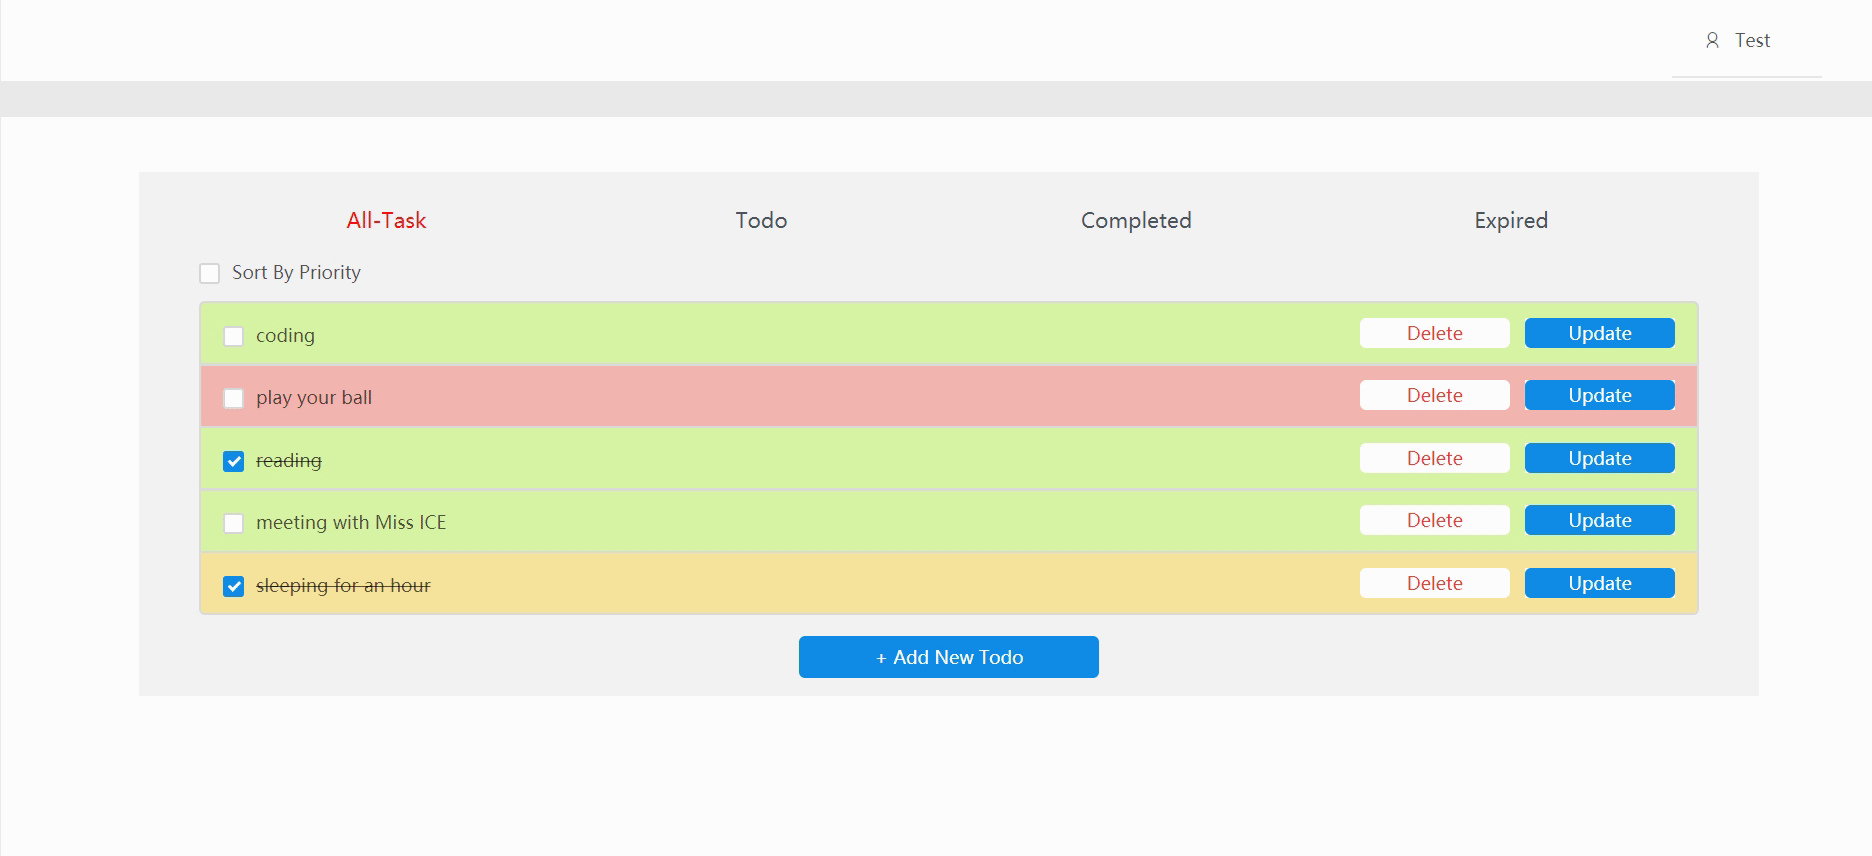 Test
All-Task Todo Completed Expired
Sort By Priority
coding Delete Update
play your ball Delete Update
reading Delete Update
meeting with Miss ICE Delete Update
sleeping for an hour Delete Update
+ Add New Todo